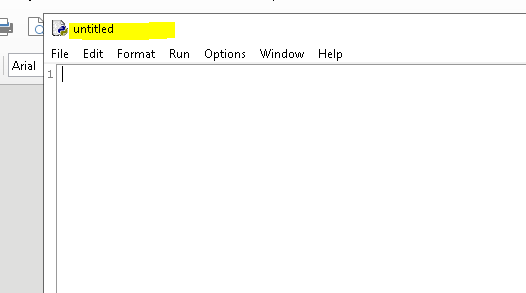 untitled
File Edit Format Run Options Window Help
Arial
1